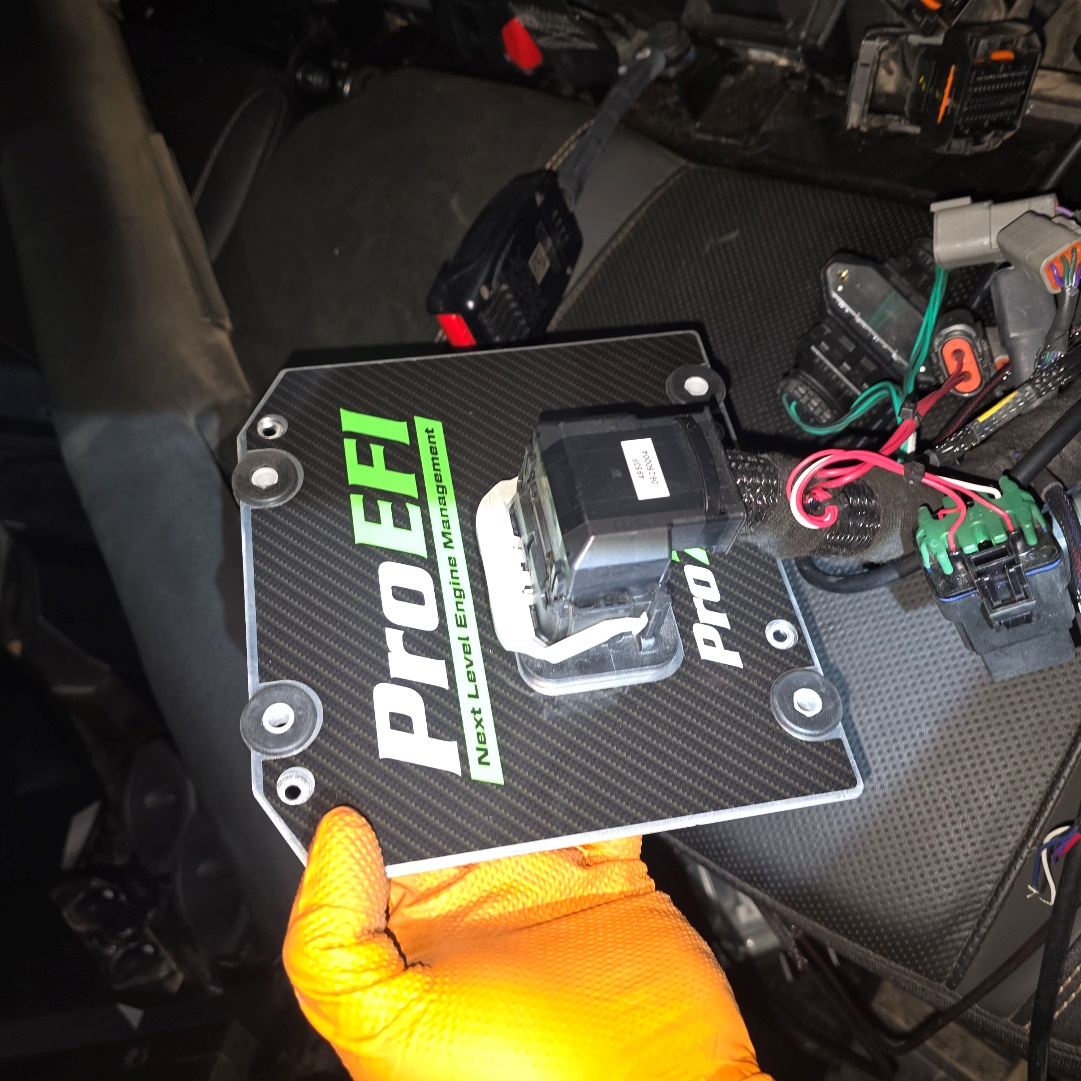 ProEFI
Next Level Engine Management
Pro